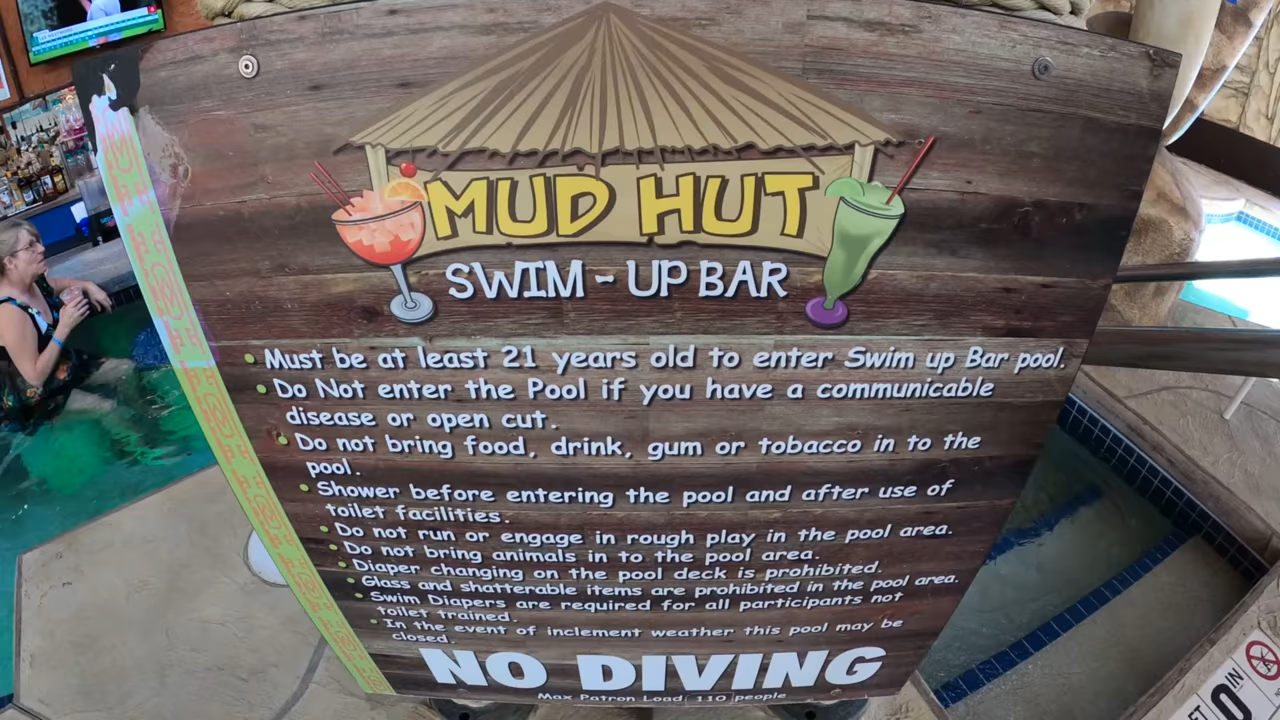 MUD HUT
SWIM-UP BAR
• Must be at least 21 years old to enter Swim up Bar pool.
• Do Not enter the Pool if you have a communicable
disease or open cut.
• Do not bring food, drink, gum or tobacco in to the
pool.
• Shower before entering the pool and after use of
toilet facilities.
• Do not run or engage in rough play in the pool area.
• Do not bring animals in to the pool area.
• Diaper changing on the pool deck is prohibited.
• Glass and shatterable items are prohibited in the pool area.
• Swim Diapers are required for all participants not
toilet trained.
• In the event of inclement weather this pool may be
closed.
NO DIVING
Max Patron Load 110 people
FT 0 IN